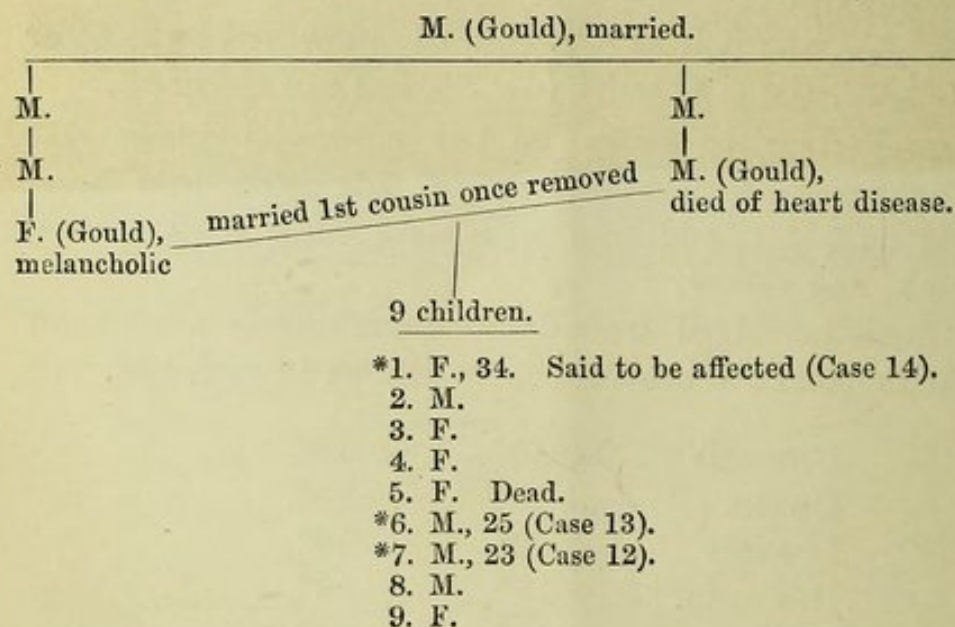 M. (Gould), married.
M.
M.
M.
M. (Gould),
died of heart disease.
married 1st cousin once removed
F. (Gould),
melancholic
9 children.
*1. F., 34. Said to be affected (Case 14).
2. M.
3. F.
4. F.
5. F. Dead.
*6. M., 25 (Case 13).
*7. M., 23 (Case 12).
8. M.
9. F.